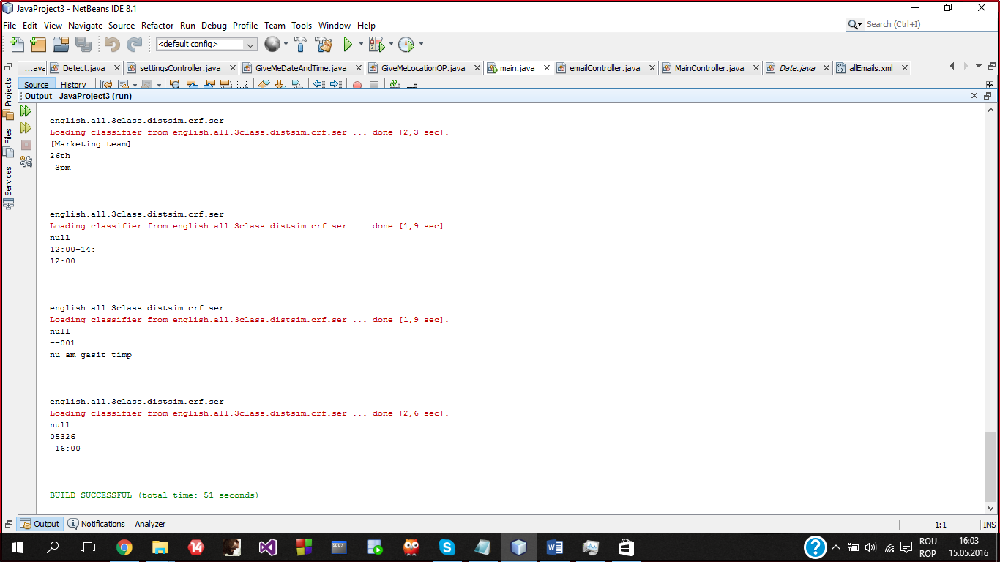 JavaProject3 - NetBeans IDE 8.1
File Edit View Navigate Source Refactor Run Debug Profile Team Tools Window Help
Search (Ctrl+I)
<default config>
...ava Detect.java settingsController.java GiveMeDateAndTime.java GiveMeLocationOP.java main.java emailController.java MainController.java Date.java allEmails.xml
Source History
Output - JavaProject3 (run)
Projects
Files
Services
english.all.3class.distsim.crf.ser
Loading classifier from english.all.3class.distsim.crf.ser ... done [2,3 sec].
[Marketing team]
26th
3pm
english.all.3class.distsim.crf.ser
Loading classifier from english.all.3class.distsim.crf.ser ... done [1,9 sec].
null
12:00-14:
12:00-
english.all.3class.distsim.crf.ser
Loading classifier from english.all.3class.distsim.crf.ser ... done [1,9 sec].
null
--001
nu am gasit timp
english.all.3class.distsim.crf.ser
Loading classifier from english.all.3class.distsim.crf.ser ... done [2,6 sec].
null
05326
16:00
BUILD SUCCESSFUL (total time: 51 seconds)
Output Notifications Analyzer
1:1 INS
14
SQL
ROU 16:03
ROP 15.05.2016